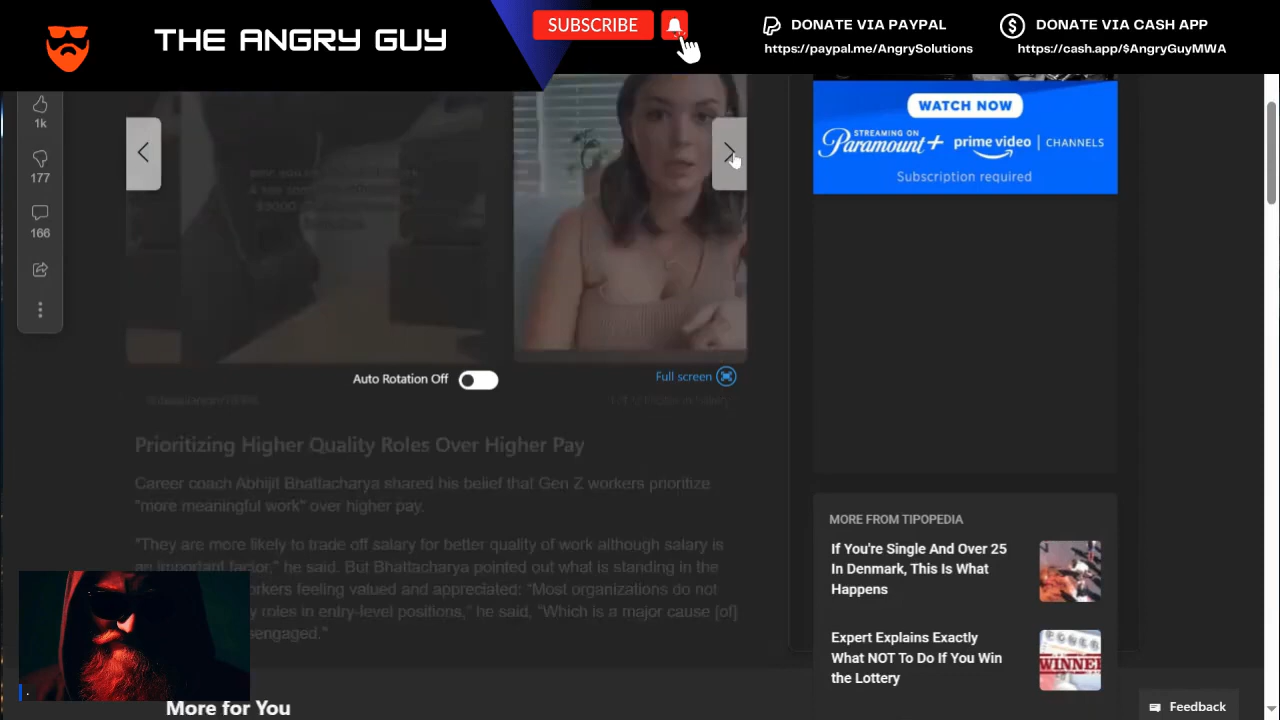 THE ANGRY GUY
SUBSCRIBE
DONATE VIA PAYPAL
https://paypal.me/AngrySolutions
DONATE VIA CASH APP
https://cash.app/$AngryGuyMWA
1k
177
166
Auto Rotation Off
Full screen
Prioritizing Higher Quality Roles Over Higher Pay
Career coach Abhijit Bhattacharya shared his belief that Gen Z workers prioritize
"more meaningful work" over higher pay.
"They are more likely to trade off salary for better quality of work although salary is
an important factor," he said. But Bhattacharya pointed out what is standing in the
orkers feeling valued and appreciated: "Most organizations do not
y roles in entry-level positions," he said, "Which is a major cause [of]
sengaged."
More for You
WATCH NOW
STREAMING ON
Paramount+ prime video | CHANNELS
Subscription required
MORE FROM TIPOPEDIA
If You're Single And Over 25
In Denmark, This Is What
Happens
Expert Explains Exactly
What NOT To Do If You Win
the Lottery
WINNER
Feedback